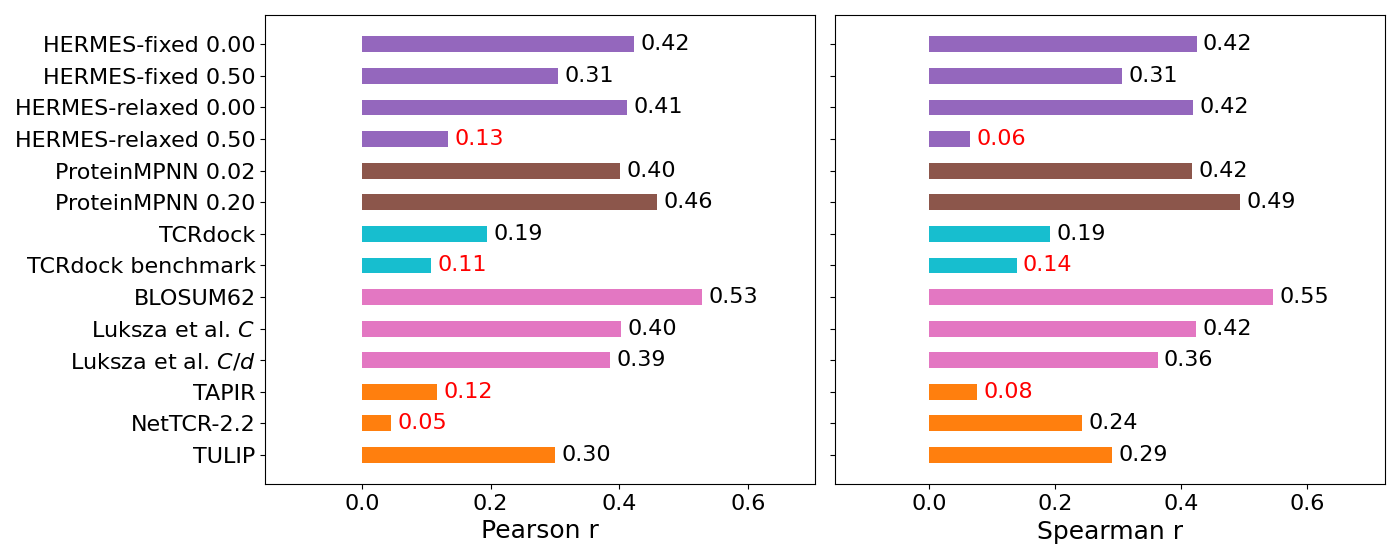 HERMES-fixed 0.00 0.42 0.42
HERMES-fixed 0.50 0.31 0.31
HERMES-relaxed 0.00 0.41 0.42
HERMES-relaxed 0.50 0.13 0.06
ProteinMPNN 0.02 0.40 0.42
ProteinMPNN 0.20 0.46 0.49
TCRdock 0.19 0.19
TCRdock benchmark 0.11 0.14
BLOSUM62 0.53 0.55
Luksza et al. C 0.40 0.42
Luksza et al. C/d 0.39 0.36
TAPIR 0.12 0.08
NetTCR-2.2 0.05 0.24
TULIP 0.30 0.29
0.0 0.2 0.4 0.6 0.0 0.2 0.4 0.6
Pearson r Spearman r